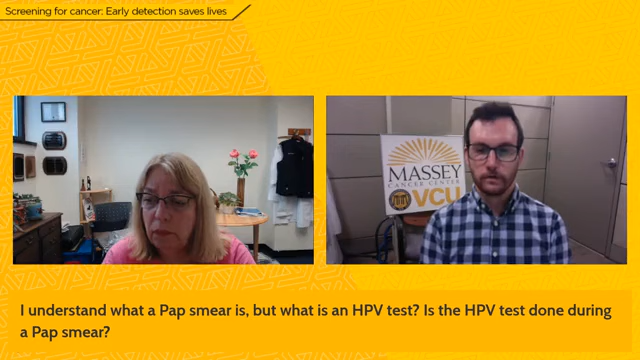 Screening for cancer: Early detection saves lives
MASSEY
CANCER CENTER
VCU
I understand what a Pap smear is, but what is an HPV test? Is the HPV test done during
a Pap smear?